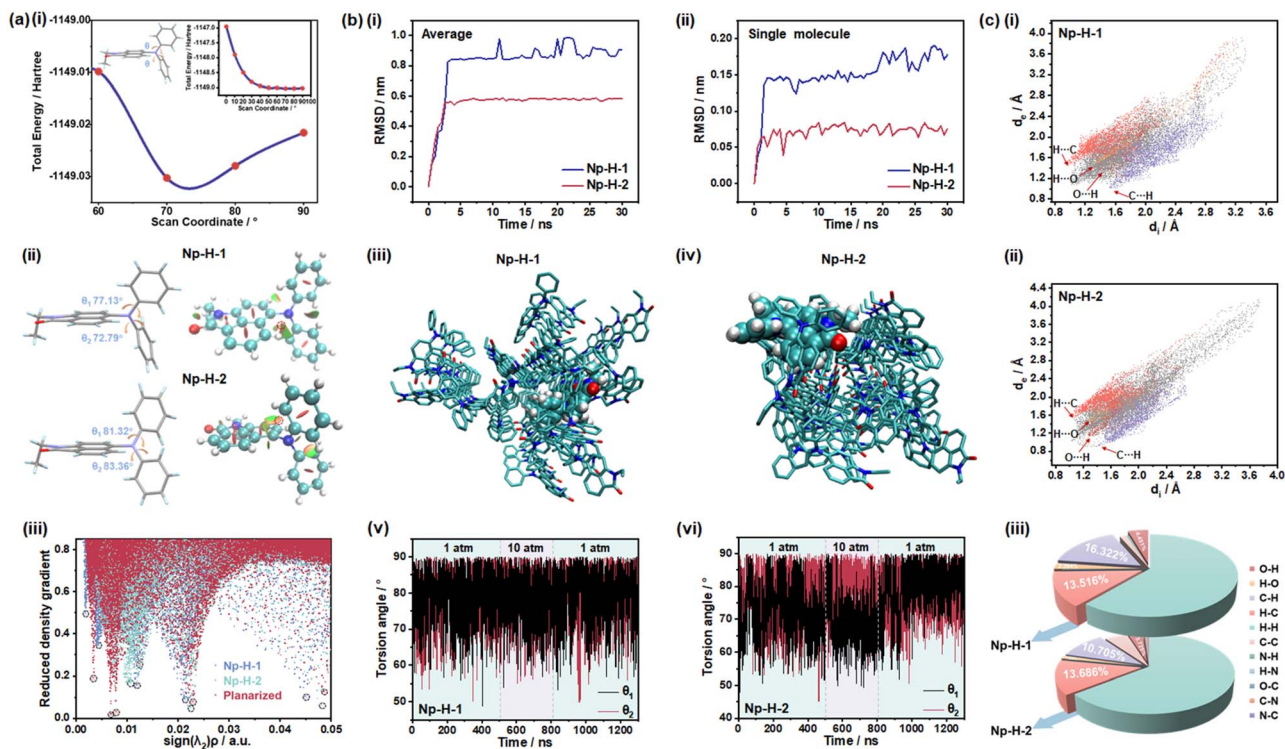 (a) (i)
-1149.00
-1149.01
-1149.02
-1149.03
Total Energy / Hartree
60 70 80 90
Scan Coordinate / °
θ
θ
-1147.0
-1147.5
-1148.0
-1148.5
-1149.0
Total Energy / Hartree
0 10 20 30 40 50 60 70 80 90 100
Scan Coordinate / °
(b) (i)
Average
1.0
0.8
0.6
0.4
0.2
0.0
RMSD / nm
Np-H-1
Np-H-2
0 5 10 15 20 25 30
Time / ns
(ii)
Single molecule
0.20
0.15
0.10
0.05
0.00
RMSD / nm
Np-H-1
Np-H-2
0 5 10 15 20 25 30
Time / ns
(c) (i)
Np-H-1
4.0
3.6
3.2
2.8
2.4
2.0
1.6
1.2
0.8
de / Å
H···C
H···O
O···H
C···H
0.8 1.2 1.6 2.0 2.4 2.8 3.2 3.6
di / Å
(ii)
Np-H-1
θ1 77.13°
θ2 72.79°
Np-H-2
θ1 81.32°
θ2 83.36°
(iii)
Np-H-1
(iv)
Np-H-2
(ii)
Np-H-2
4.4
4.0
3.6
3.2
2.8
2.4
2.0
1.6
1.2
0.8
de / Å
H···C
H···O
O···H
C···H
0.8 1.2 1.6 2.0 2.4 2.8 3.2 3.6 4.0
di / Å
(iii)
0.8
0.6
0.4
0.2
0.0
Reduced density gradient
Np-H-1
Np-H-2
Planarized
0.00 0.01 0.02 0.03 0.04 0.05
sign(λ2)ρ / a.u.
(v)
1 atm 10 atm 1 atm
90
80
70
60
50
Torsion angle / °
θ1
θ2
Np-H-1
0 300 600 900 1200
Time / ns
(vi)
1 atm 10 atm 1 atm
90
80
70
60
50
40
30
Torsion angle / °
θ1
θ2
Np-H-2
0 300 600 900 1200
Time / ns
(iii)
16.322%
13.516%
Np-H-1
10.705%
13.686%
Np-H-2
O-H
H-O
C-H
H-C
H-H
C-C
N-H
H-N
O-C
C-N
N-C